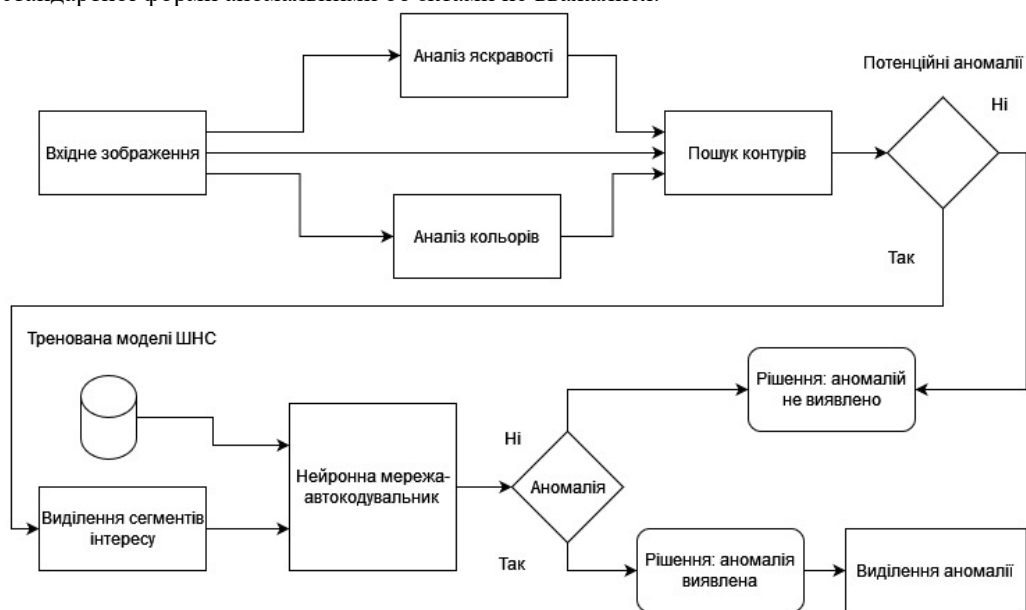 Аналіз яскравості
Потенційні аномалії
Ні
Вхідне зображення
Пошук контурів
Аналіз кольорів
Так
Тренована моделі ШНС
Рішення: аномалій
не виявлено
Ні
Нейронна мережа-
автокодувальник
Аномалія
Виділення сегментів
інтересу
Так
Рішення: аномалія
виявлена
Виділення аномалії